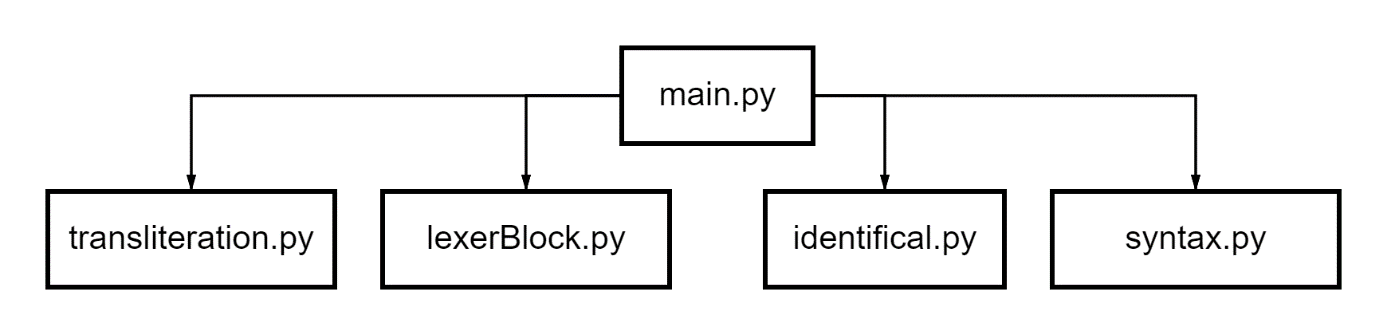 main.py
transliteration.py
lexerBlock.py
identifical.py
syntax.py